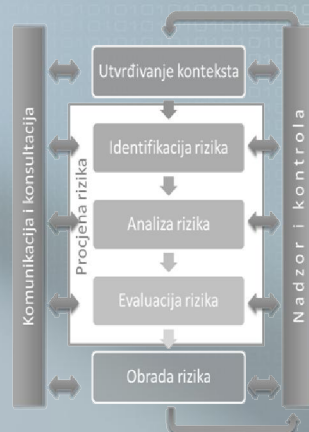 Utvrđivanje konteksta
Komunikacija i konsultacija
Procjena rizika
Identifikacija rizika
Analiza rizika
Evaluacija rizika
Obrada rizika
Nadzor i kontrola